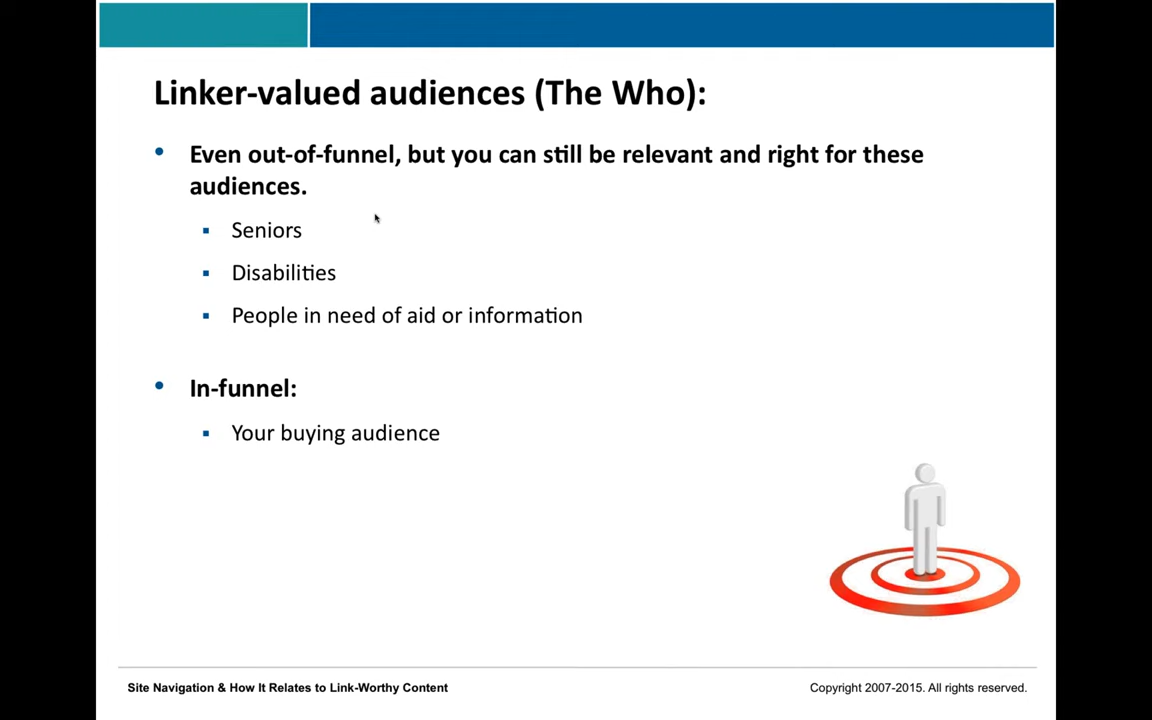 Linker-valued audiences (The Who):
• Even out-of-funnel, but you can still be relevant and right for these
audiences.
▪ Seniors
▪ Disabilities
▪ People in need of aid or information
• In-funnel:
▪ Your buying audience
Site Navigation & How It Relates to Link-Worthy Content
Copyright 2007-2015. All rights reserved.